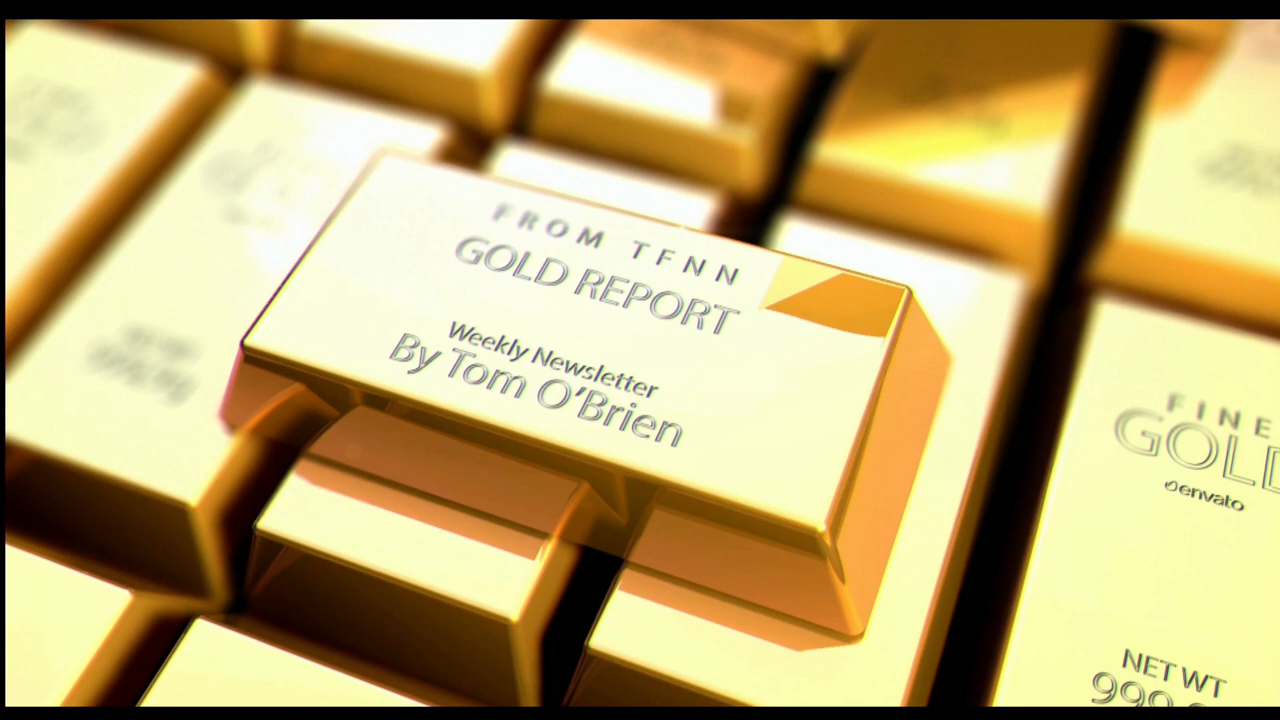 FROM TFNN
GOLD REPORT
Weekly Newsletter
By Tom O'Brien
FINE
GOLD
envato
NET WT